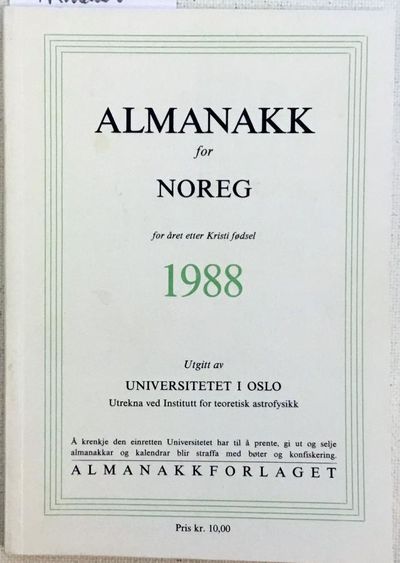 ALMANAKK
for
NOREG
for året etter Kristi fødsel
1988
Utgitt av
UNIVERSITETET I OSLO
Utrekna ved Institutt for teoretisk astrofysikk
Å krenkje den einretten Universitetet har til å prente, gi ut og selje
almanakkar og kalendrar blir straffa med bøter og konfiskering.
ALMANAKKFORLAGET
Pris kr. 10,00